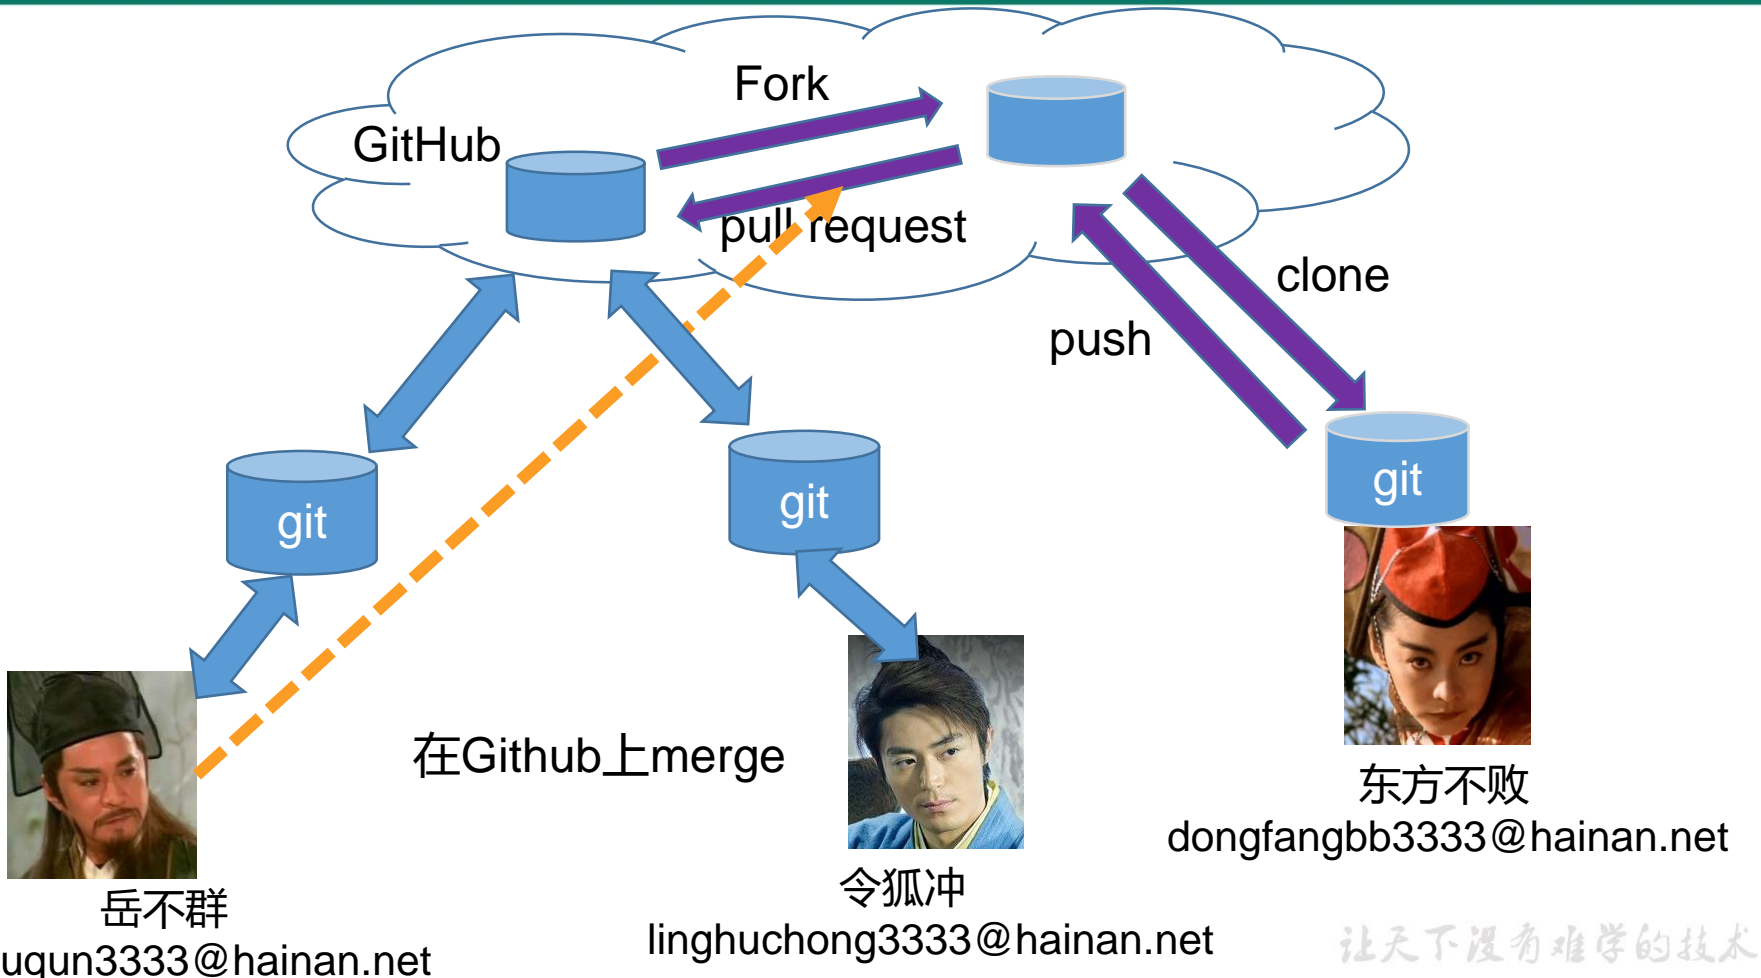 Fork
GitHub
pull request
clone
push
git
git
git
在Github上merge
东方不败
dongfangbb3333@hainan.net
令狐冲
linghuchong3333@hainan.net
岳不群
uqun3333@hainan.net
让天下没有难学的技术